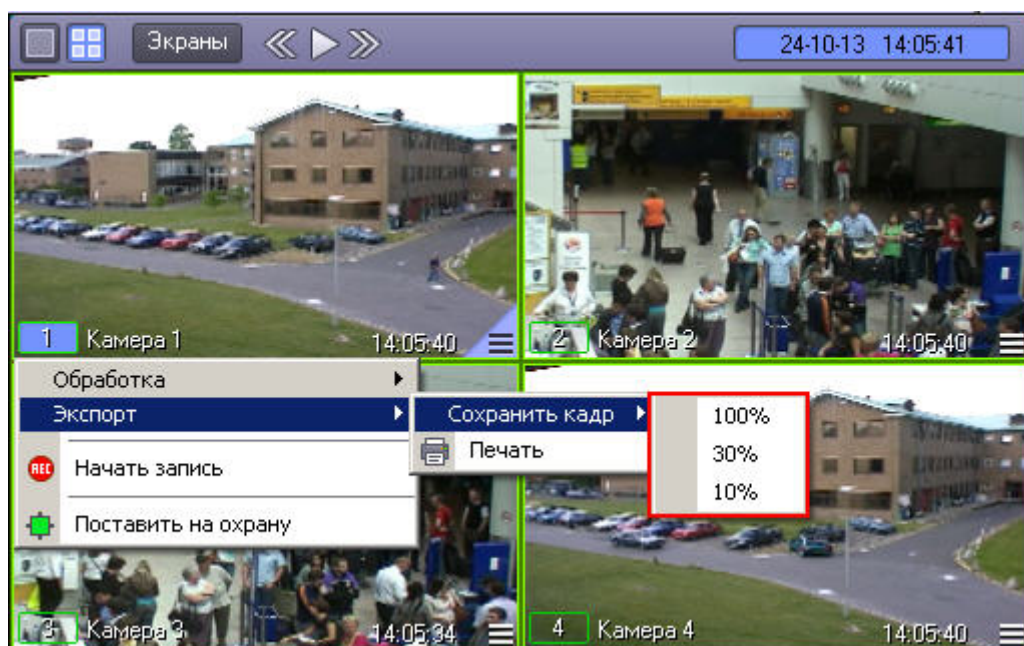 Экраны
24-10-13 14:05:41
1 Камера 1 14:05:40
2 Камера 2 14:05:40
Обработка
Экспорт
Сохранить кадр
100%
Печать
30%
10%
REC Начать запись
Поставить на охрану
3 Камера 3 14:05:34
4 Камера 4 14:05:40